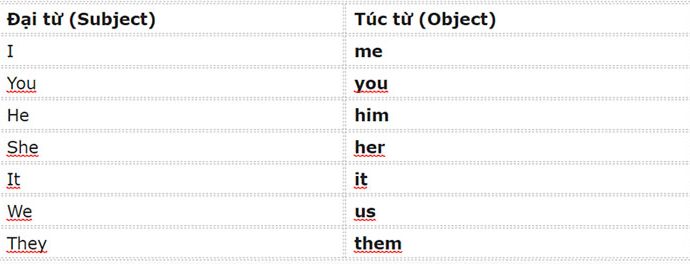 Đại từ (Subject) Túc từ (Object)
I me
You you
He him
She her
It it
We us
They them